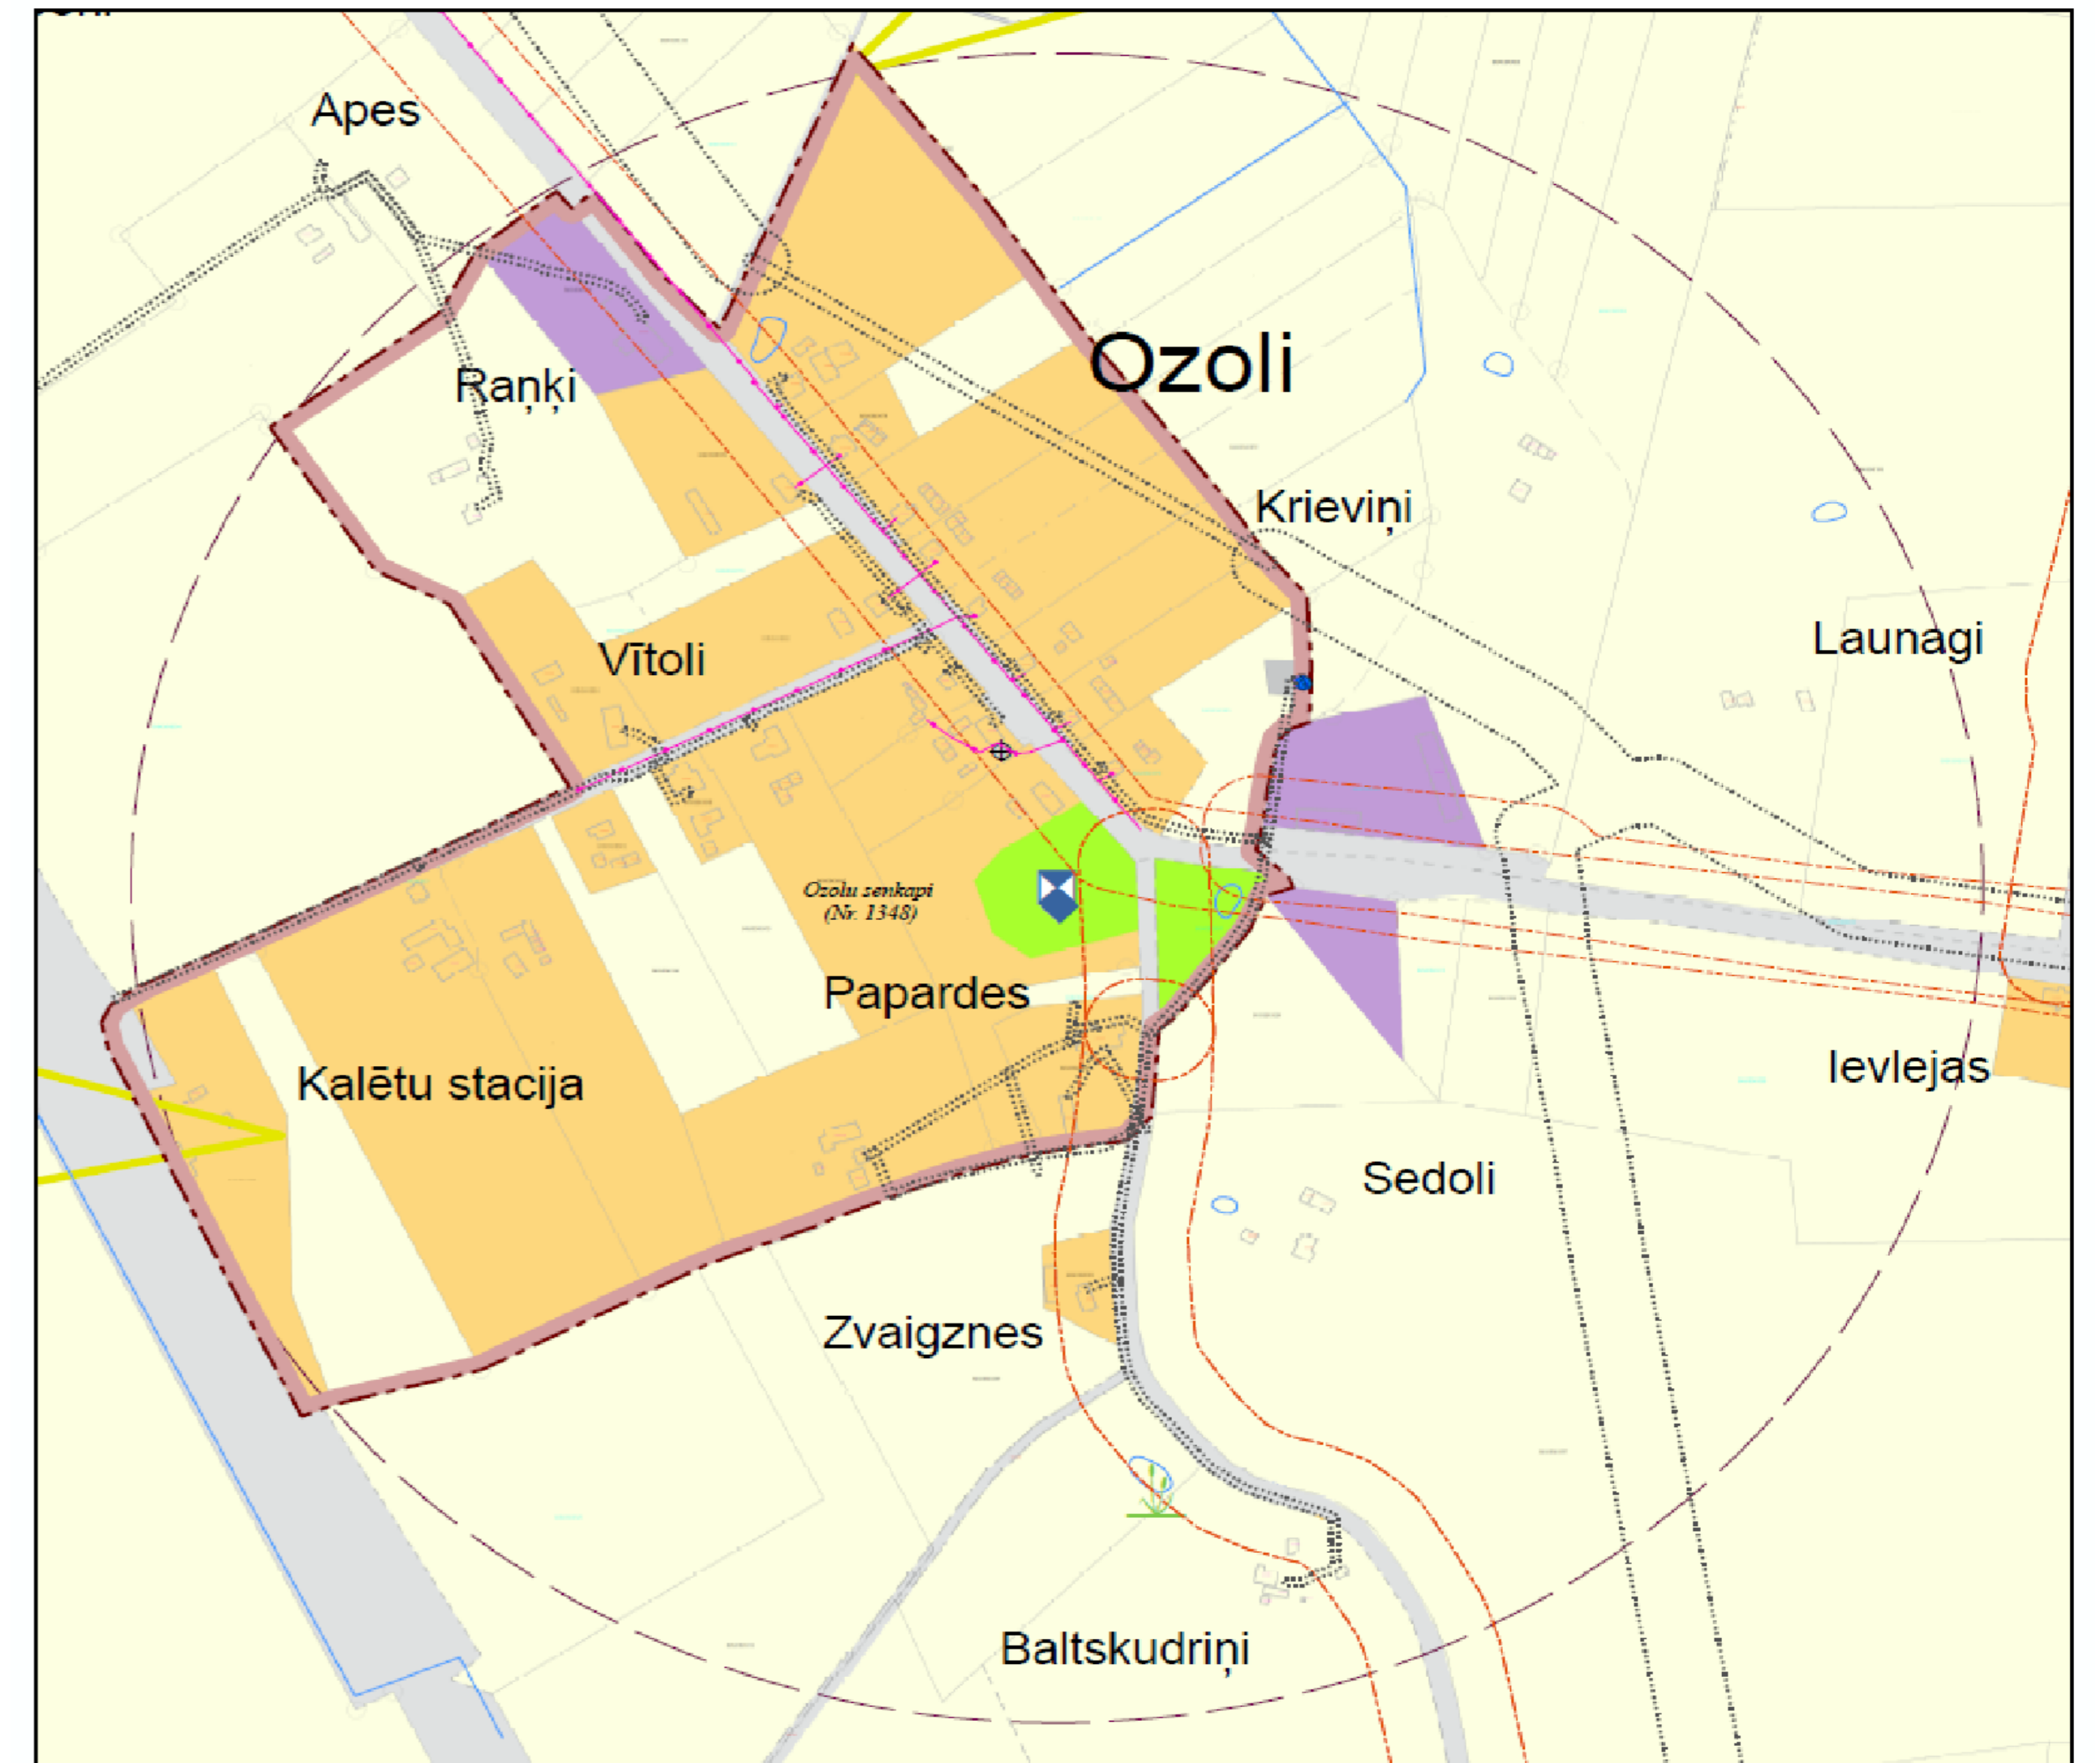 Apes
Ozoli
Raņķi
Krieviņi
Launagi
Vītoli
Ozolu senkapi
(Nr. 1348)
Papardes
Kalētu stacija
Ievlejas
Sedoli
Zvaigznes
Baltskudriņi